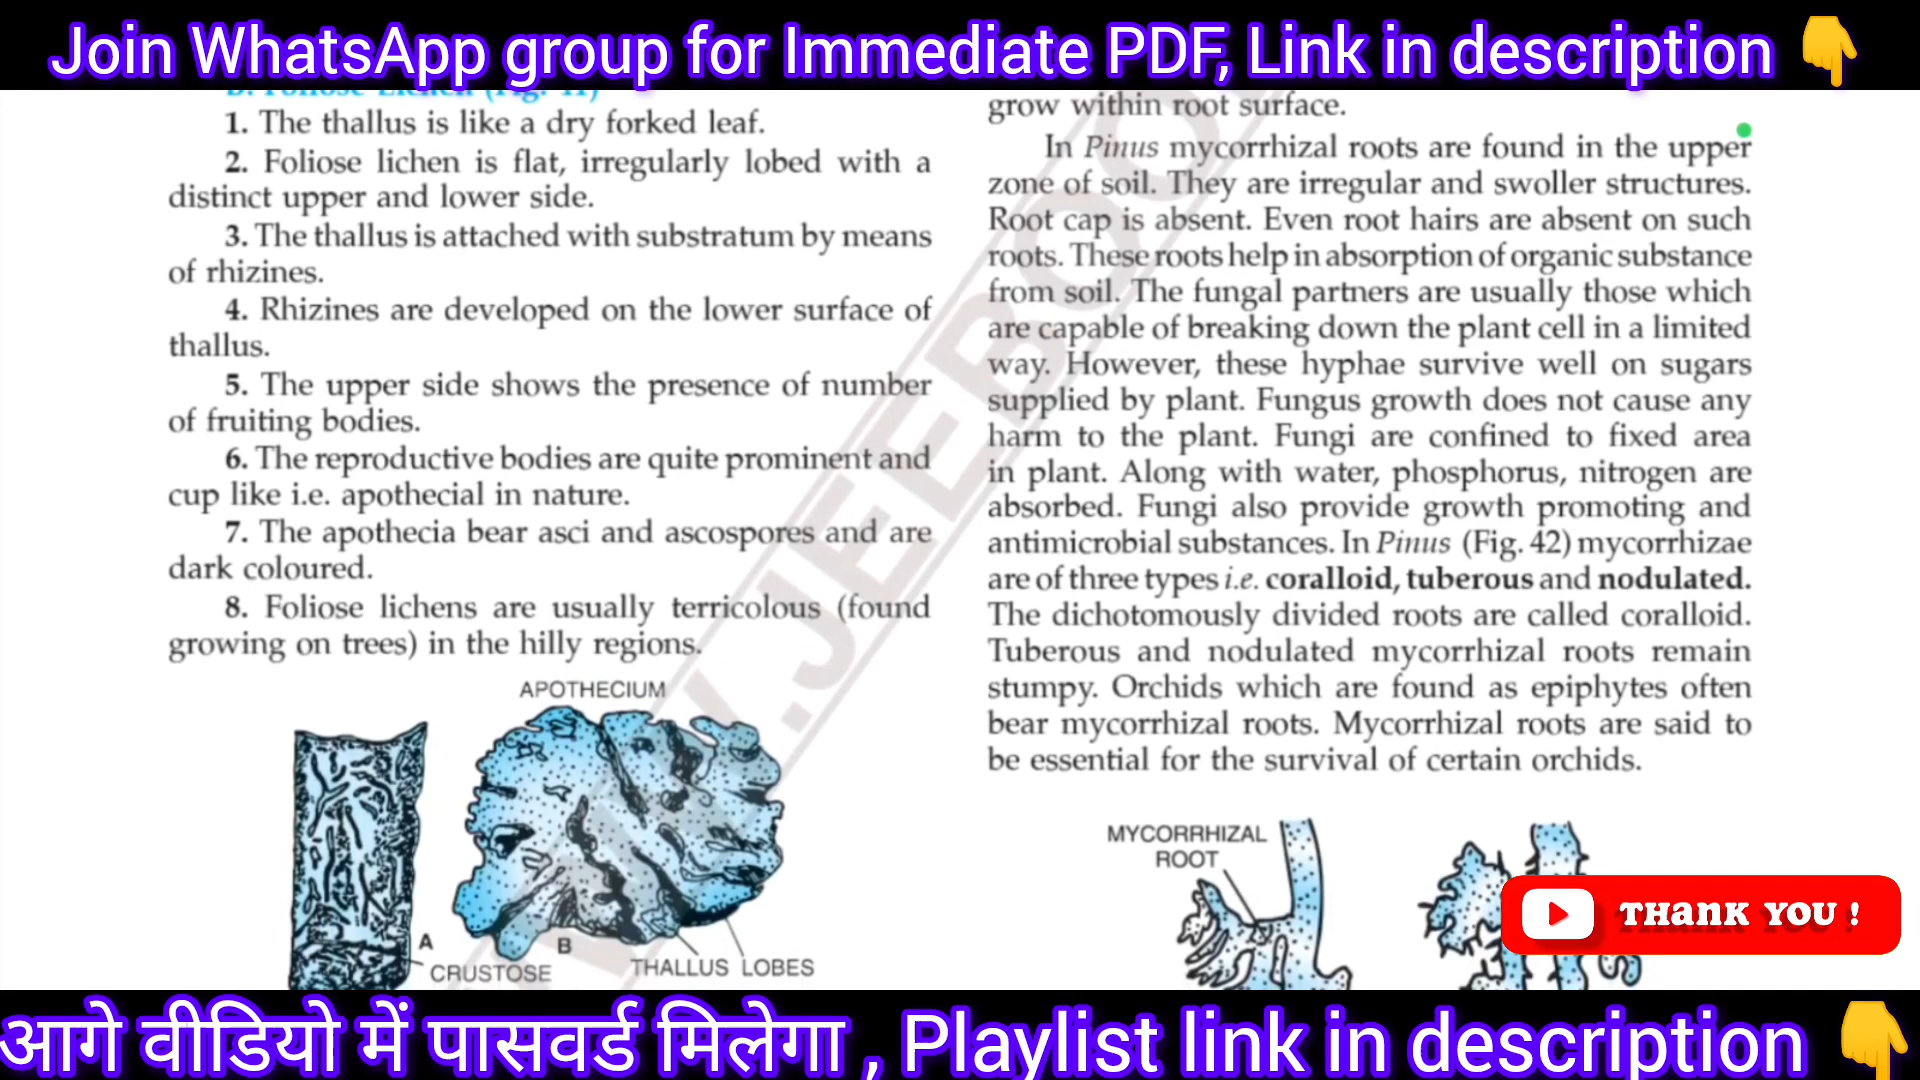 Join WhatsApp group for Immediate PDF, Link in description 👇
B. Foliose Lichen (Fig. 41)
1. The thallus is like a dry forked leaf.
2. Foliose lichen is flat, irregularly lobed with a
distinct upper and lower side.
3. The thallus is attached with substratum by means
of rhizines.
4. Rhizines are developed on the lower surface of
thallus.
5. The upper side shows the presence of number
of fruiting bodies.
6. The reproductive bodies are quite prominent and
cup like i.e. apothecial in nature.
7. The apothecia bear asci and ascospores and are
dark coloured.
8. Foliose lichens are usually terricolous (found
growing on trees) in the hilly regions.
APOTHECIUM
A
CRUSTOSE
B
THALLUS LOBES
grow within root surface.
In Pinus mycorrhizal roots are found in the upper
zone of soil. They are irregular and swoller structures.
Root cap is absent. Even root hairs are absent on such
roots. These roots help in absorption of organic substance
from soil. The fungal partners are usually those which
are capable of breaking down the plant cell in a limited
way. However, these hyphae survive well on sugars
supplied by plant. Fungus growth does not cause any
harm to the plant. Fungi are confined to fixed area
in plant. Along with water, phosphorus, nitrogen are
absorbed. Fungi also provide growth promoting and
antimicrobial substances. In Pinus (Fig. 42) mycorrhizae
are of three types i.e. coralloid, tuberous and nodulated.
The dichotomously divided roots are called coralloid.
Tuberous and nodulated mycorrhizal roots remain
stumpy. Orchids which are found as epiphytes often
bear mycorrhizal roots. Mycorrhizal roots are said to
be essential for the survival of certain orchids.
MYCORRHIZAL
ROOT
THANK YOU !
आगे वीडियो में पासवर्ड मिलेगा , Playlist link in description 👇